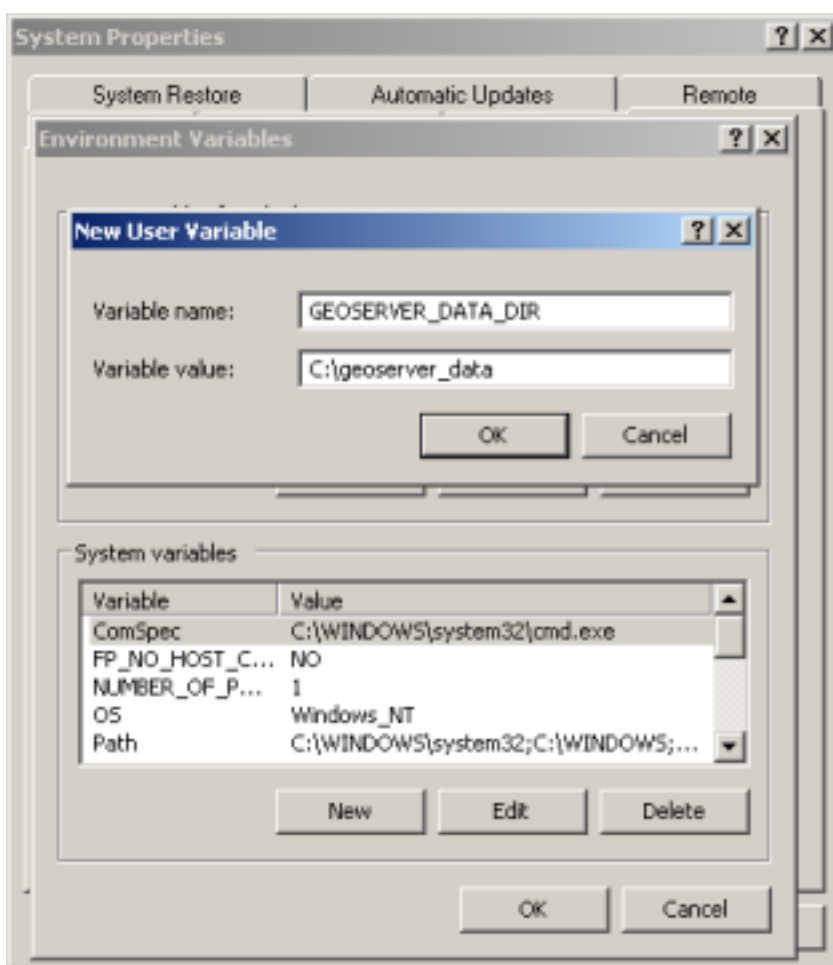 System Properties
System Restore Automatic Updates Remote
Environment Variables
New User Variable
Variable name: GEOSERVER_DATA_DIR
Variable value: C:\geoserver_data
OK Cancel
System variables
Variable Value
ComSpec C:\WINDOWS\system32\cmd.exe
FP_NO_HOST_C... NO
NUMBER_OF_P... 1
OS Windows_NT
Path C:\WINDOWS\system32;C:\WINDOWS;...
New Edit Delete
OK Cancel